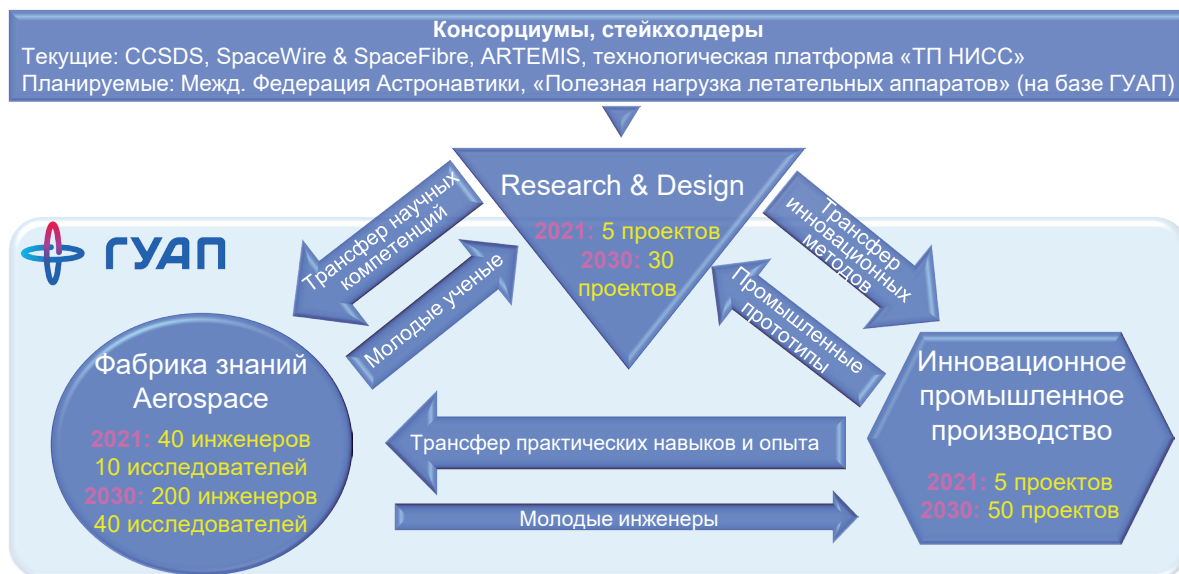 Консорциумы, стейкхолдеры
Текущие: CCSDS, SpaceWire & SpaceFibre, ARTEMIS, технологическая платформа «ТП НИСС»
Планируемые: Межд. Федерация Астронавтики, «Полезная нагрузка летательных аппаратов» (на базе ГУАП)
Research & Design
2021: 5 проектов
2030: 30
проектов
Трансфер научных
компетенций
Молодые ученые
Трансфер
инновационных
методов
Промышленные
прототипы
ГУАП
Фабрика знаний
Aerospace
2021: 40 инженеров
10 исследователей
2030: 200 инженеров
40 исследователей
Трансфер практических навыков и опыта
Молодые инженеры
Инновационное
промышленное
производство
2021: 5 проектов
2030: 50 проектов